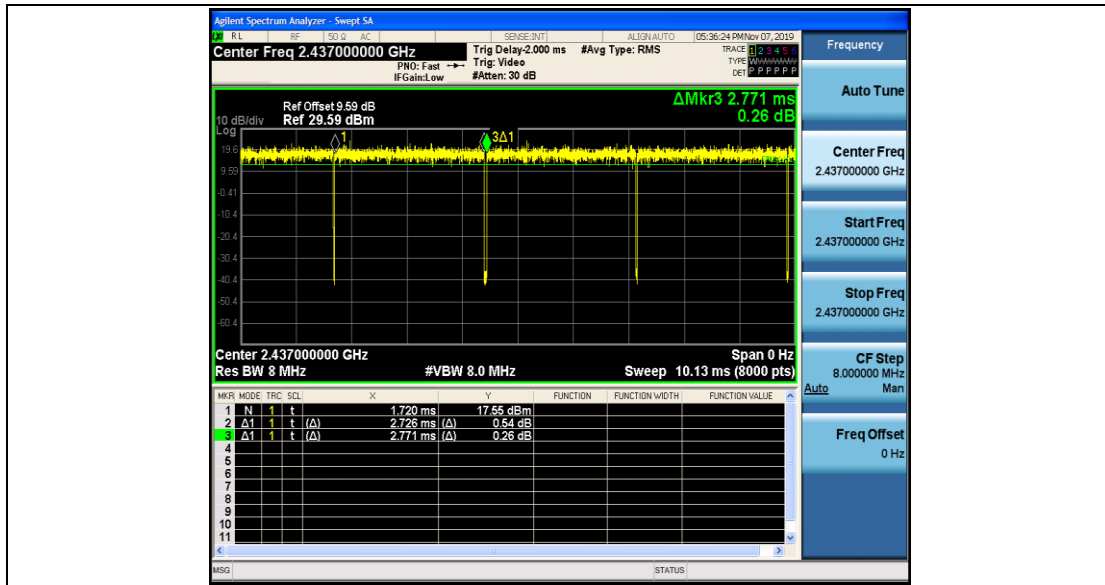 Agilent Spectrum Analyzer - Swept SA
LXI RL RF 50 Ω AC SENSE:INT ALIGN AUTO 05:36:24 PM Nov 07, 2019
Center Freq 2.437000000 GHz
PNO: Fast
IFGain:Low
Trig Delay-2.000 ms
Trig: Video
#Atten: 30 dB
#Avg Type: RMS
TRACE 1 2 3 4 5 6
TYPE WWWWWW
DET P P P P P P
ΔMkr3 2.771 ms
0.26 dB
Ref Offset 9.59 dB
10 dB/div Ref 29.59 dBm
Log
1
3Δ1
19.6
9.59
-0.41
-10.4
-20.4
-30.4
-40.4
-50.4
-60.4
Center 2.437000000 GHz Span 0 Hz
Res BW 8 MHz #VBW 8.0 MHz Sweep 10.13 ms (8000 pts)
MKR MODE TRC SCL X Y FUNCTION FUNCTION WIDTH FUNCTION VALUE
1 N 1 t 1.720 ms 17.55 dBm
2 Δ1 1 t (Δ) 2.726 ms (Δ) 0.54 dB
3 Δ1 1 t (Δ) 2.771 ms (Δ) 0.26 dB
4
5
6
7
8
9
10
11
MSG STATUS
Frequency
Auto Tune
Center Freq
2.437000000 GHz
Start Freq
2.437000000 GHz
Stop Freq
2.437000000 GHz
CF Step
8.000000 MHz
Auto Man
Freq Offset
0 Hz